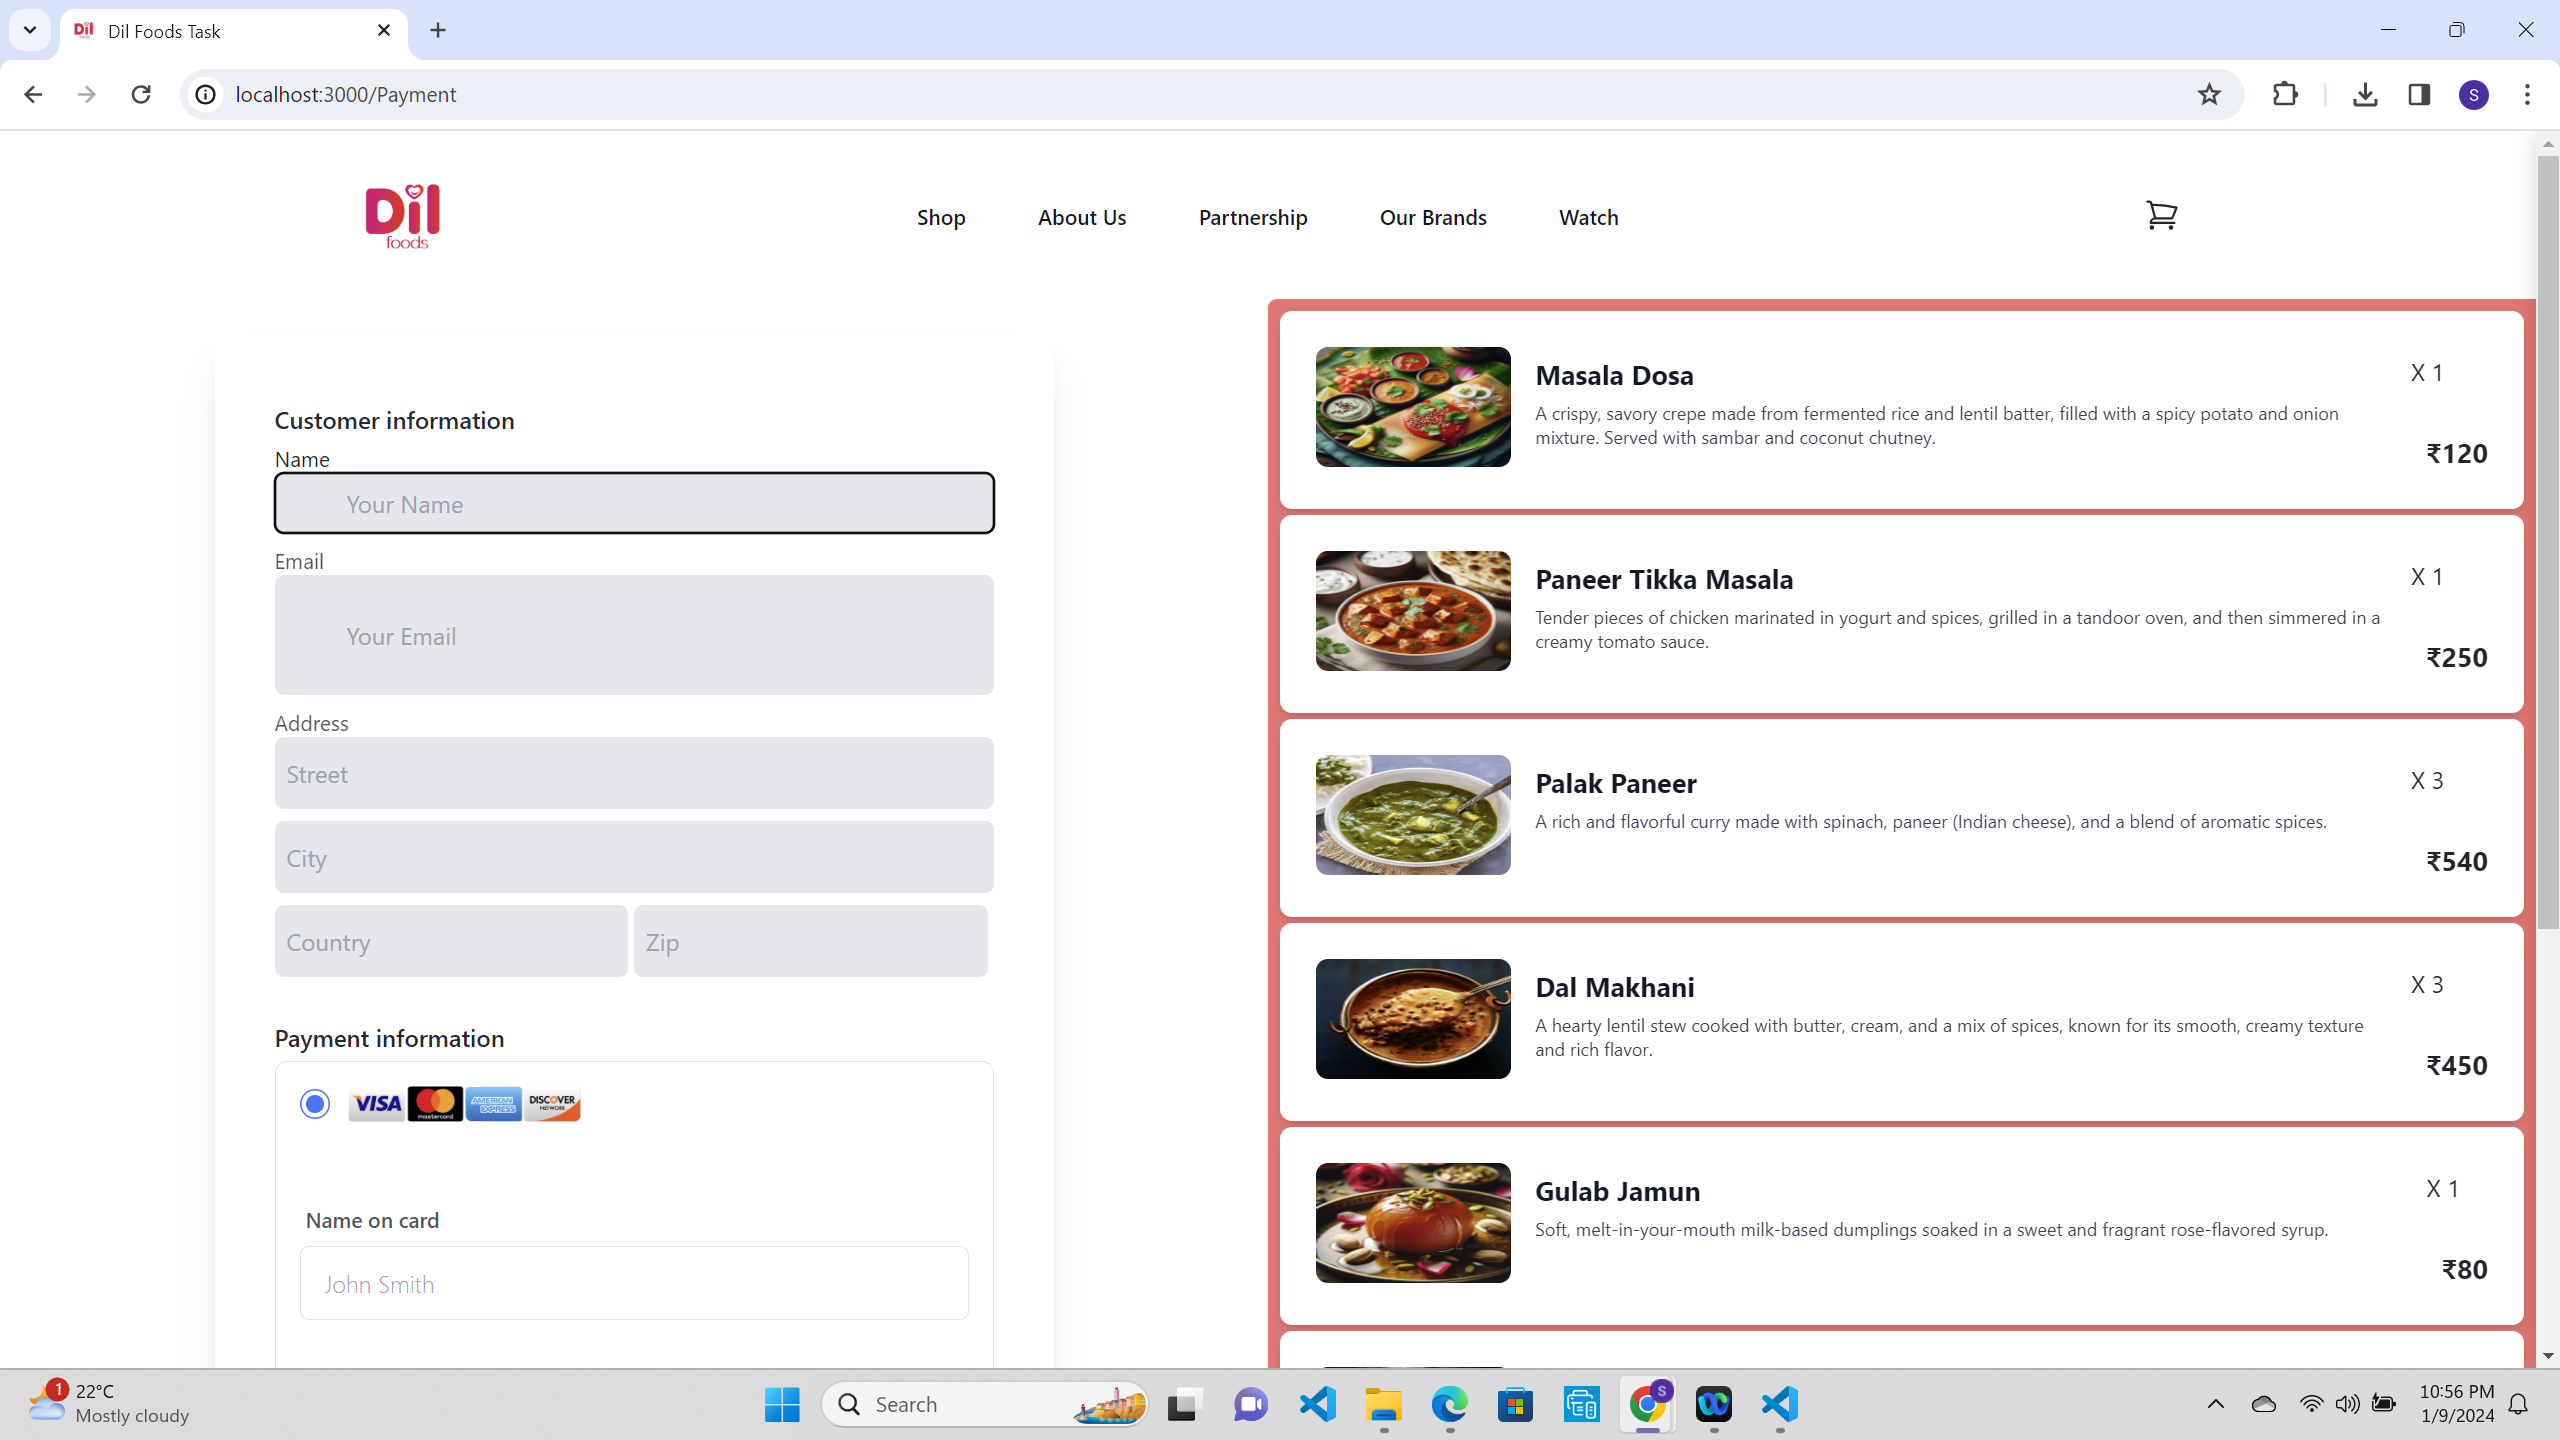 Dil Foods Task
localhost:3000/Payment
S
Dil
foods
Shop
About Us
Partnership
Our Brands
Watch
Customer information
Name
Your Name
Email
Your Email
Address
Street
City
Country
Zip
Payment information
VISA
mastercard
AMERICAN
EXPRESS
DISCOVER
NETWORK
Name on card
John Smith
Masala Dosa
X 1
A crispy, savory crepe made from fermented rice and lentil batter, filled with a spicy potato and onion
mixture. Served with sambar and coconut chutney.
₹120
Paneer Tikka Masala
X 1
Tender pieces of chicken marinated in yogurt and spices, grilled in a tandoor oven, and then simmered in a
creamy tomato sauce.
₹250
Palak Paneer
X 3
A rich and flavorful curry made with spinach, paneer (Indian cheese), and a blend of aromatic spices.
₹540
Dal Makhani
X 3
A hearty lentil stew cooked with butter, cream, and a mix of spices, known for its smooth, creamy texture
and rich flavor.
₹450
Gulab Jamun
X 1
Soft, melt-in-your-mouth milk-based dumplings soaked in a sweet and fragrant rose-flavored syrup.
₹80
1
22°C
Mostly cloudy
Search
S
10:56 PM
1/9/2024